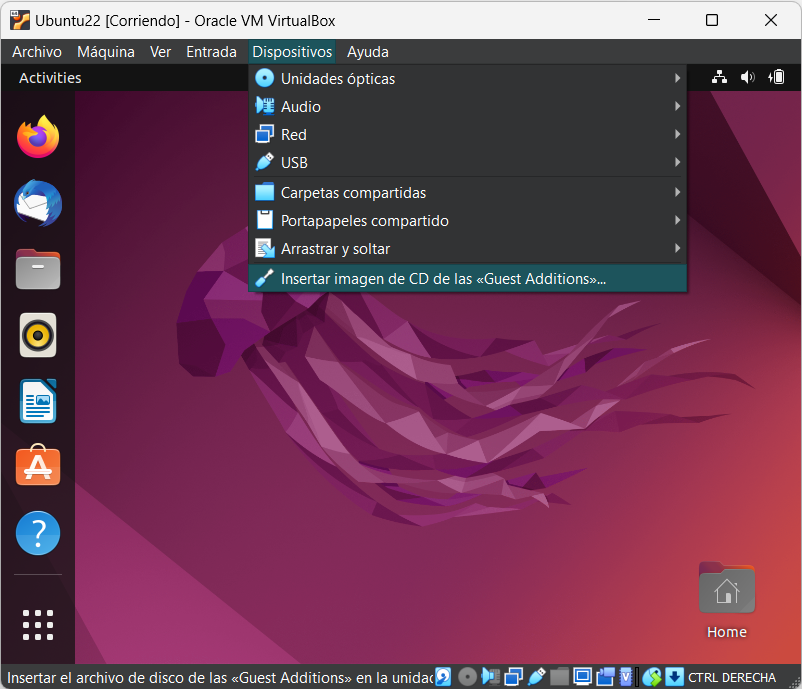 Ubuntu22 [Corriendo] - Oracle VM VirtualBox
Archivo Máquina Ver Entrada Dispositivos Ayuda
Activities
Unidades ópticas
Audio
Red
USB
Carpetas compartidas
Portapapeles compartido
Arrastrar y soltar
Insertar imagen de CD de las «Guest Additions»...
Home
Insertar el archivo de disco de las «Guest Additions» en la unidad CTRL DERECHA